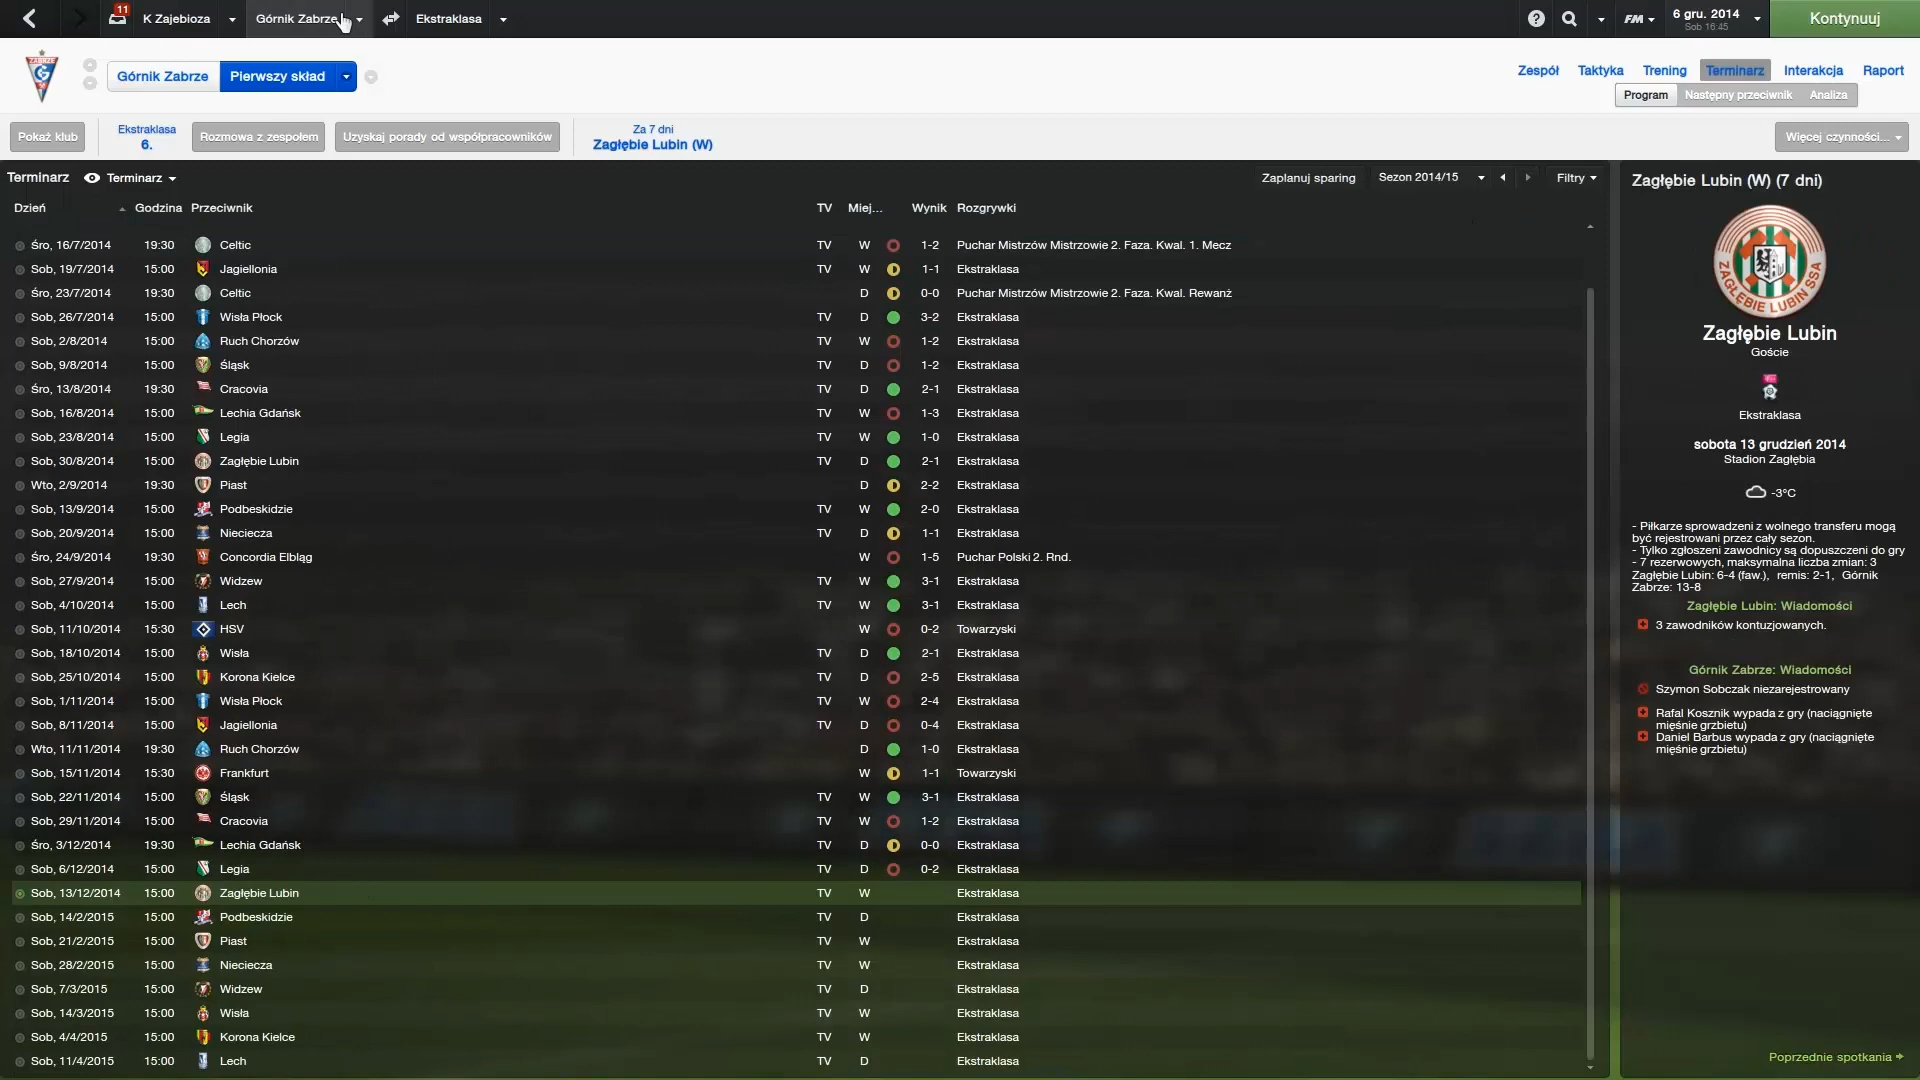 11 K Zajebioza Górnik Zabrze Ekstraklasa FM 6 gru. 2014 Kontynuuj
Sob 16:45
Górnik Zabrze Pierwszy skład Zespół Taktyka Trening Terminarz Interakcja Raport
Program Następny przeciwnik Analiza
Pokaż klub Ekstraklasa 6. Rozmowa z zespołem Uzyskaj porady od współpracowników Za 7 dni Zagłębie Lubin (W) Więcej czynności...
Terminarz Terminarz Zaplanuj sparing Sezon 2014/15 Filtry
Dzień Godzina Przeciwnik TV Miej... Wynik Rozgrywki
Śro, 16/7/2014 19:30 Celtic TV W 1-2 Puchar Mistrzów Mistrzowie 2. Faza. Kwal. 1. Mecz
Sob, 19/7/2014 15:00 Jagiellonia TV W 1-1 Ekstraklasa
Śro, 23/7/2014 19:30 Celtic D 0-0 Puchar Mistrzów Mistrzowie 2. Faza. Kwal. Rewanż
Sob, 26/7/2014 15:00 Wisła Płock TV D 3-2 Ekstraklasa
Sob, 2/8/2014 15:00 Ruch Chorzów TV W 1-2 Ekstraklasa
Sob, 9/8/2014 15:00 Śląsk TV D 1-2 Ekstraklasa
Śro, 13/8/2014 19:30 Cracovia TV D 2-1 Ekstraklasa
Sob, 16/8/2014 15:00 Lechia Gdańsk TV W 1-3 Ekstraklasa
Sob, 23/8/2014 15:00 Legia TV W 1-0 Ekstraklasa
Sob, 30/8/2014 15:00 Zagłębie Lubin TV D 2-1 Ekstraklasa
Wto, 2/9/2014 19:30 Piast D 2-2 Ekstraklasa
Sob, 13/9/2014 15:00 Podbeskidzie TV W 2-0 Ekstraklasa
Sob, 20/9/2014 15:00 Nieciecza TV D 1-1 Ekstraklasa
Śro, 24/9/2014 19:30 Concordia Elbląg W 1-5 Puchar Polski 2. Rnd.
Sob, 27/9/2014 15:00 Widzew TV W 3-1 Ekstraklasa
Sob, 4/10/2014 15:00 Lech TV W 3-1 Ekstraklasa
Sob, 11/10/2014 15:30 HSV W 0-2 Towarzyski
Sob, 18/10/2014 15:00 Wisła TV D 2-1 Ekstraklasa
Sob, 25/10/2014 15:00 Korona Kielce TV D 2-5 Ekstraklasa
Sob, 1/11/2014 15:00 Wisła Płock TV W 2-4 Ekstraklasa
Sob, 8/11/2014 15:00 Jagiellonia TV D 0-4 Ekstraklasa
Wto, 11/11/2014 19:30 Ruch Chorzów D 1-0 Ekstraklasa
Sob, 15/11/2014 15:30 Frankfurt W 1-1 Towarzyski
Sob, 22/11/2014 15:00 Śląsk TV W 3-1 Ekstraklasa
Sob, 29/11/2014 15:00 Cracovia TV W 1-2 Ekstraklasa
Śro, 3/12/2014 19:30 Lechia Gdańsk TV D 0-0 Ekstraklasa
Sob, 6/12/2014 15:00 Legia TV D 0-2 Ekstraklasa
Sob, 13/12/2014 15:00 Zagłębie Lubin TV W Ekstraklasa
Sob, 14/2/2015 15:00 Podbeskidzie TV D Ekstraklasa
Sob, 21/2/2015 15:00 Piast TV W Ekstraklasa
Sob, 28/2/2015 15:00 Nieciecza TV W Ekstraklasa
Sob, 7/3/2015 15:00 Widzew TV D Ekstraklasa
Sob, 14/3/2015 15:00 Wisła TV W Ekstraklasa
Sob, 4/4/2015 15:00 Korona Kielce TV W Ekstraklasa
Sob, 11/4/2015 15:00 Lech TV D Ekstraklasa
Zagłębie Lubin (W) (7 dni)
ZAGŁĘBIE LUBIN SSA
Zagłębie Lubin
Goście
Ekstraklasa
sobota 13 grudzień 2014
Stadion Zagłębia
-3°C
- Piłkarze sprowadzeni z wolnego transferu mogą
być rejestrowani przez cały sezon.
- Tylko zgłoszeni zawodnicy są dopuszczeni do gry
- 7 rezerwowych, maksymalna liczba zmian: 3
Zagłębie Lubin: 6-4 (faw.), remis: 2-1, Górnik
Zabrze: 13-8
Zagłębie Lubin: Wiadomości
3 zawodników kontuzjowanych.
Górnik Zabrze: Wiadomości
Szymon Sobczak niezarejestrowany
Rafal Kosznik wypada z gry (naciągnięte
mięśnie grzbietu)
Daniel Barbus wypada z gry (naciągnięte
mięśnie grzbietu)
Poprzednie spotkania